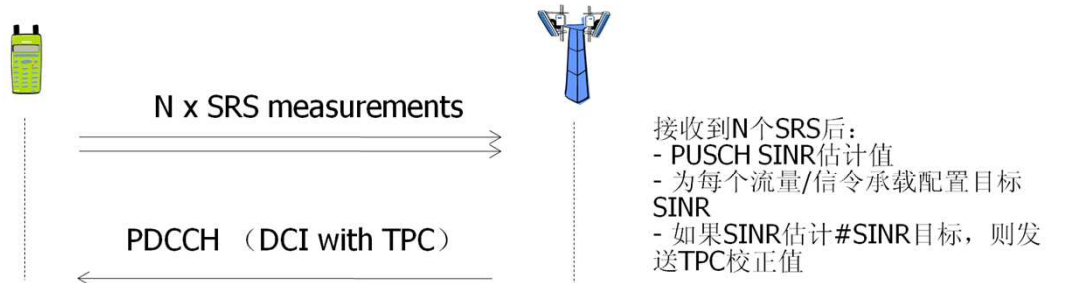 N x SRS measurements
PDCCH （DCI with TPC）
接收到N个SRS后：
- PUSCH SINR估计值
- 为每个流量/信令承载配置目标
SINR
- 如果SINR估计#SINR目标，则发
送TPC校正值